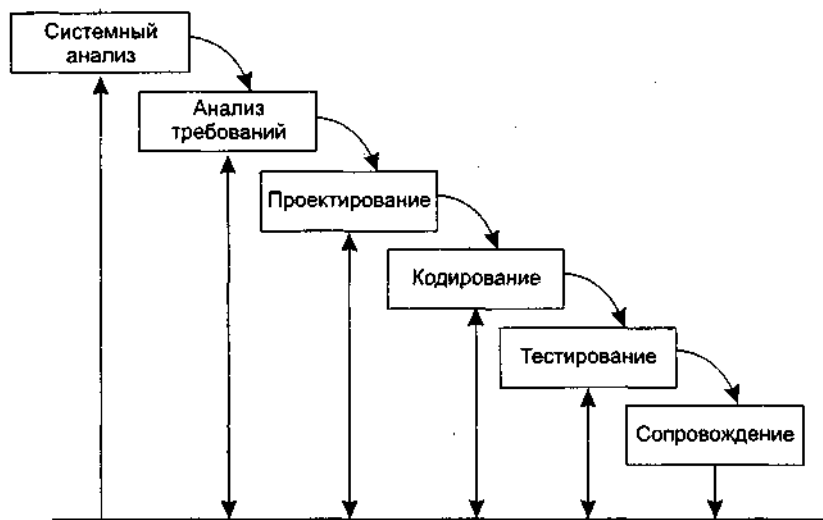 Системный
анализ
Анализ
требований
Проектирование
Кодирование
Тестирование
Сопровождение